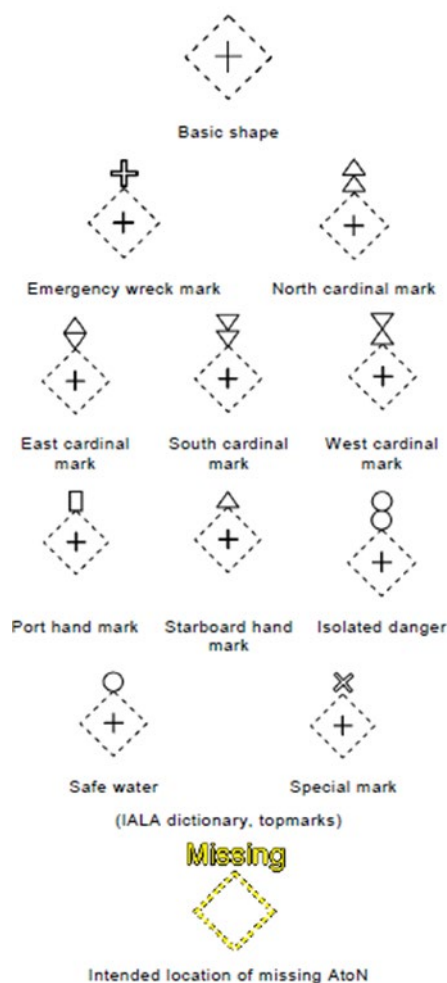 Basic shape
Emergency wreck mark
North cardinal mark
East cardinal
mark
South cardinal
mark
West cardinal
mark
Port hand mark
Starboard hand
mark
Isolated danger
Safe water
Special mark
(IALA dictionary, topmarks)
Missing
Intended location of missing AtoN